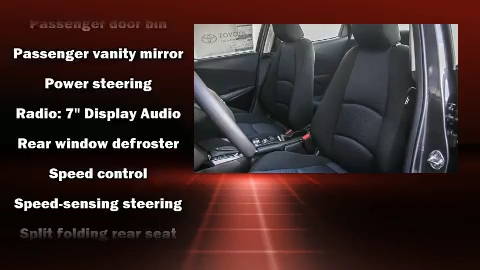 Passenger door bin
Passenger vanity mirror
Power steering
Radio: 7" Display Audio
Rear window defroster
Speed control
Speed-sensing steering
Split folding rear seat
TOYOTA